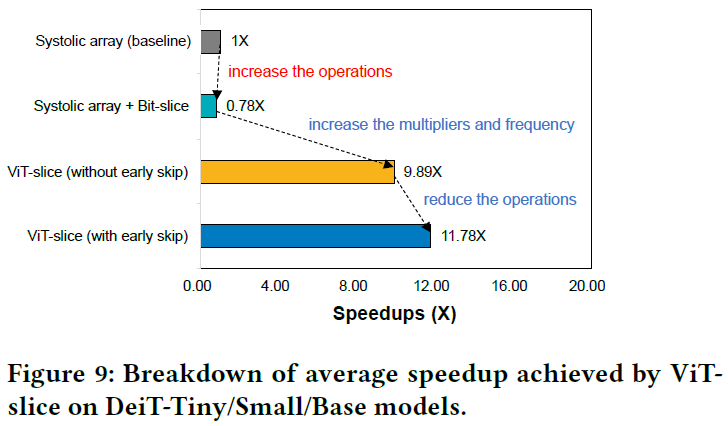 Systolic array (baseline)
1X
increase the operations
Systolic array + Bit-slice
0.78X
increase the multipliers and frequency
ViT-slice (without early skip)
9.89X
reduce the operations
ViT-slice (with early skip)
11.78X
0.00 4.00 8.00 12.00 16.00 20.00
Speedups (X)
Figure 9: Breakdown of average speedup achieved by ViT-
slice on DeiT-Tiny/Small/Base models.